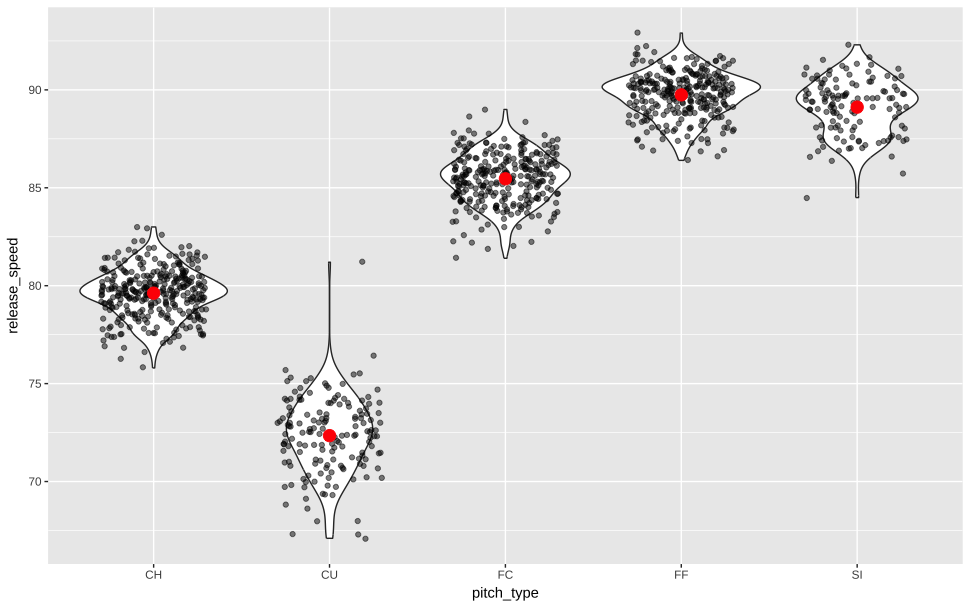 release_speed
90
85
80
75
70
CH CU FC FF SI
pitch_type